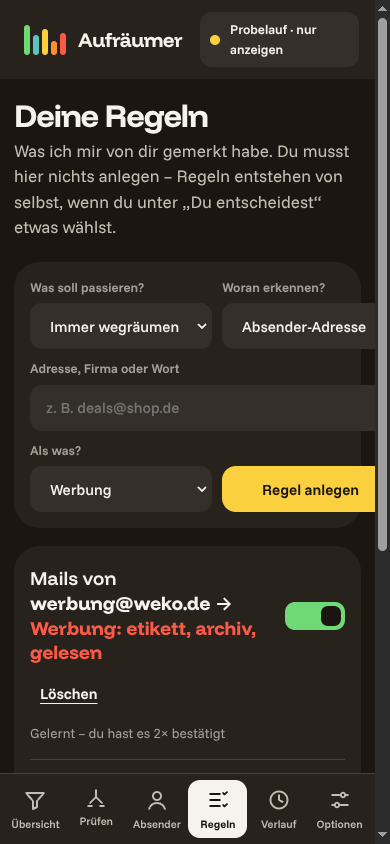 Aufräumer
Probelauf · nur
anzeigen
Deine Regeln
Was ich mir von dir gemerkt habe. Du musst
hier nichts anlegen – Regeln entstehen von
selbst, wenn du unter „Du entscheidest“
etwas wählst.
Was soll passieren?
Woran erkennen?
Immer wegräumen
Absender-Adresse
Adresse, Firma oder Wort
z. B. deals@shop.de
Als was?
Werbung
Regel anlegen
Mails von
werbung@weko.de →
Werbung: etikett, archiv,
gelesen
Löschen
Gelernt – du hast es 2× bestätigt
Übersicht
Prüfen
Absender
Regeln
Verlauf
Optionen